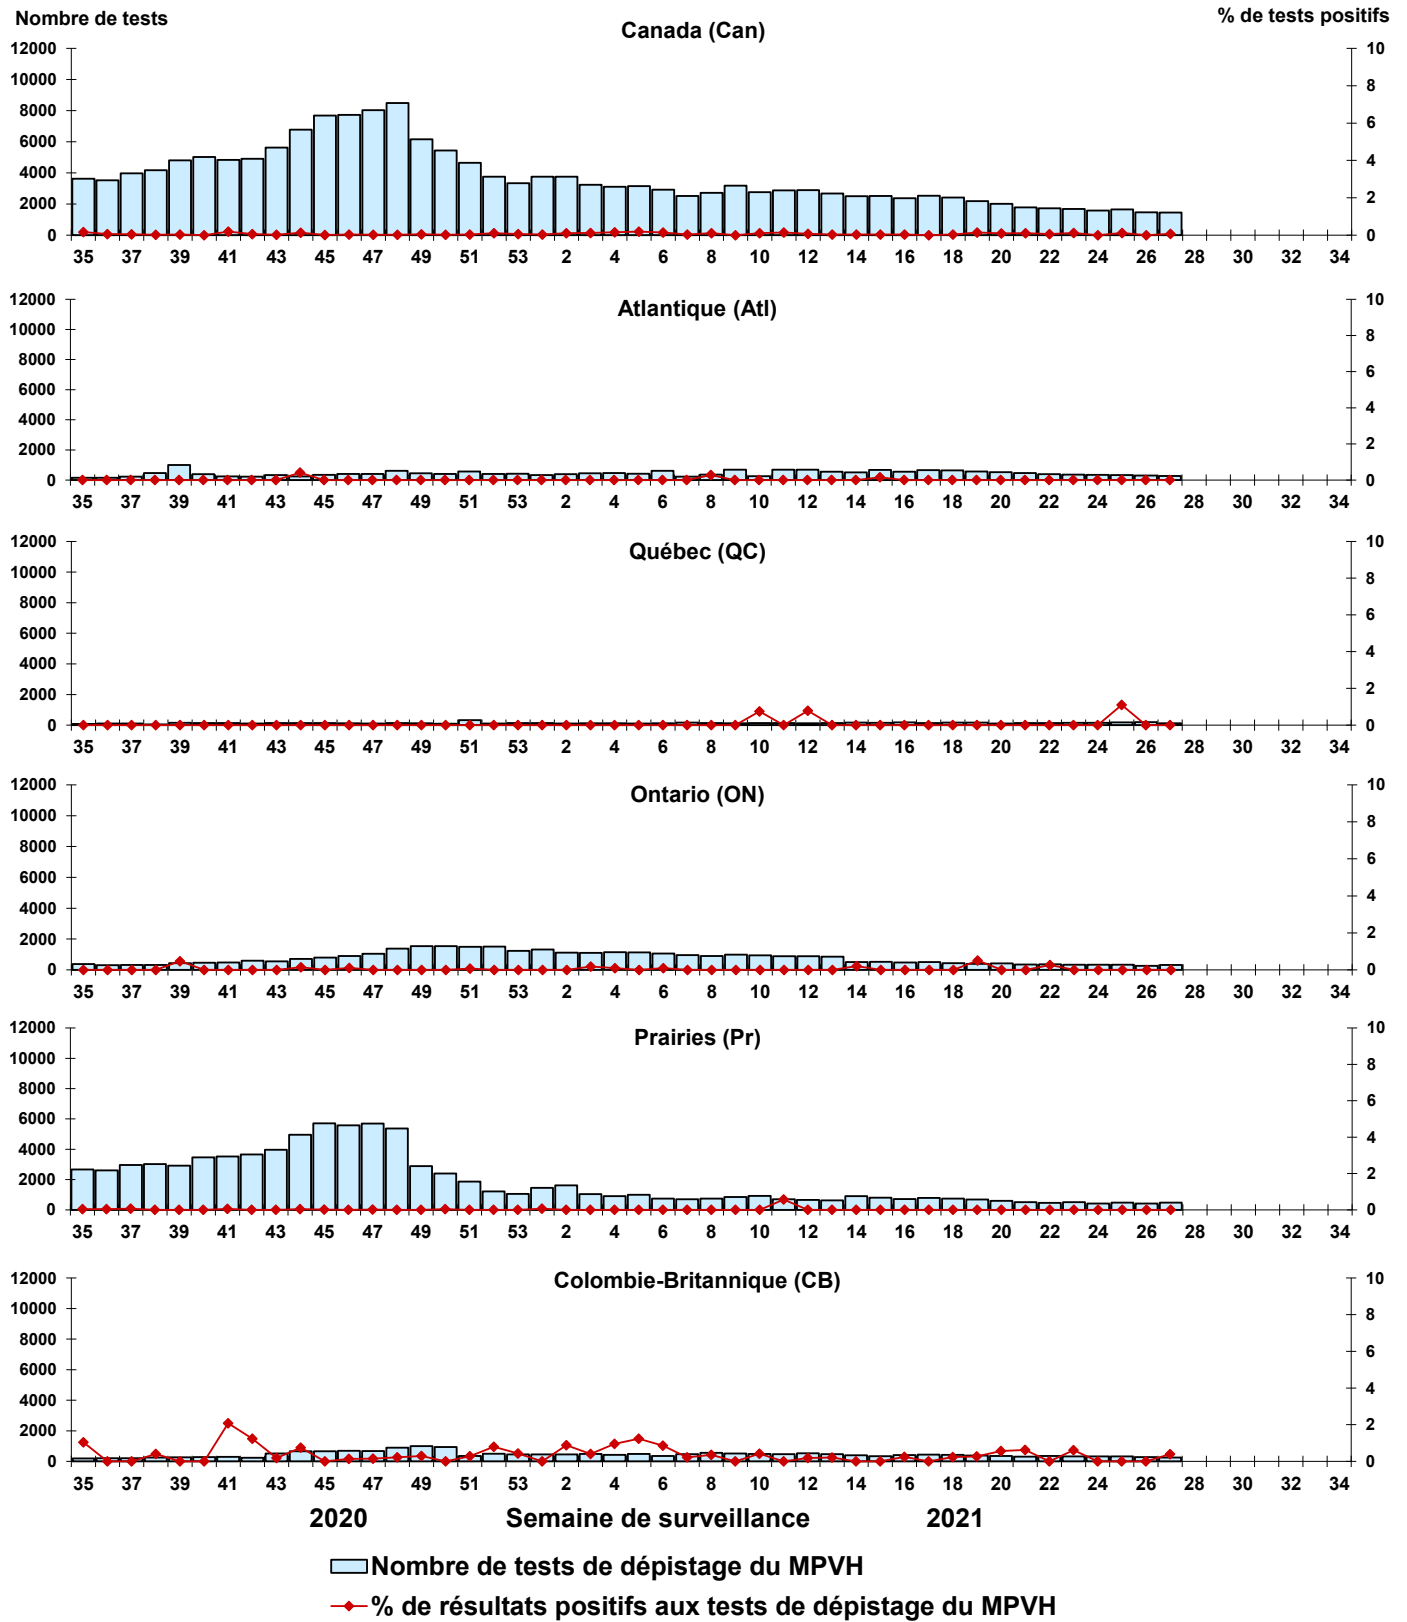 Nombre de tests
% de tests positifs
Canada (Can)
12000 10
10000 8
8000 6
6000 4
4000 2
2000 0
0
35 37 39 41 43 45 47 49 51 53 2 4 6 8 10 12 14 16 18 20 22 24 26 28 30 32 34
Atlantique (Atl)
12000 10
10000 8
8000 6
6000 4
4000 2
2000 0
0
35 37 39 41 43 45 47 49 51 53 2 4 6 8 10 12 14 16 18 20 22 24 26 28 30 32 34
Québec (QC)
12000 10
10000 8
8000 6
6000 4
4000 2
2000 0
0
35 37 39 41 43 45 47 49 51 53 2 4 6 8 10 12 14 16 18 20 22 24 26 28 30 32 34
Ontario (ON)
12000 10
10000 8
8000 6
6000 4
4000 2
2000 0
0
35 37 39 41 43 45 47 49 51 53 2 4 6 8 10 12 14 16 18 20 22 24 26 28 30 32 34
Prairies (Pr)
12000 10
10000 8
8000 6
6000 4
4000 2
2000 0
0
35 37 39 41 43 45 47 49 51 53 2 4 6 8 10 12 14 16 18 20 22 24 26 28 30 32 34
Colombie-Britannique (CB)
12000 10
10000 8
8000 6
6000 4
4000 2
2000 0
0
35 37 39 41 43 45 47 49 51 53 2 4 6 8 10 12 14 16 18 20 22 24 26 28 30 32 34
2020 Semaine de surveillance 2021
Nombre de tests de dépistage du MPVH
% de résultats positifs aux tests de dépistage du MPVH